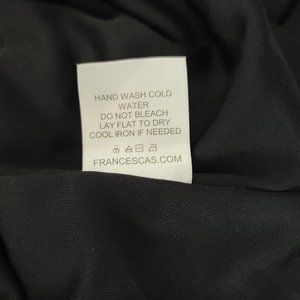 HAND WASH COLD
WATER
DO NOT BLEACH
LAY FLAT TO DRY
COOL IRON IF NEEDED
FRANCESCAS.COM